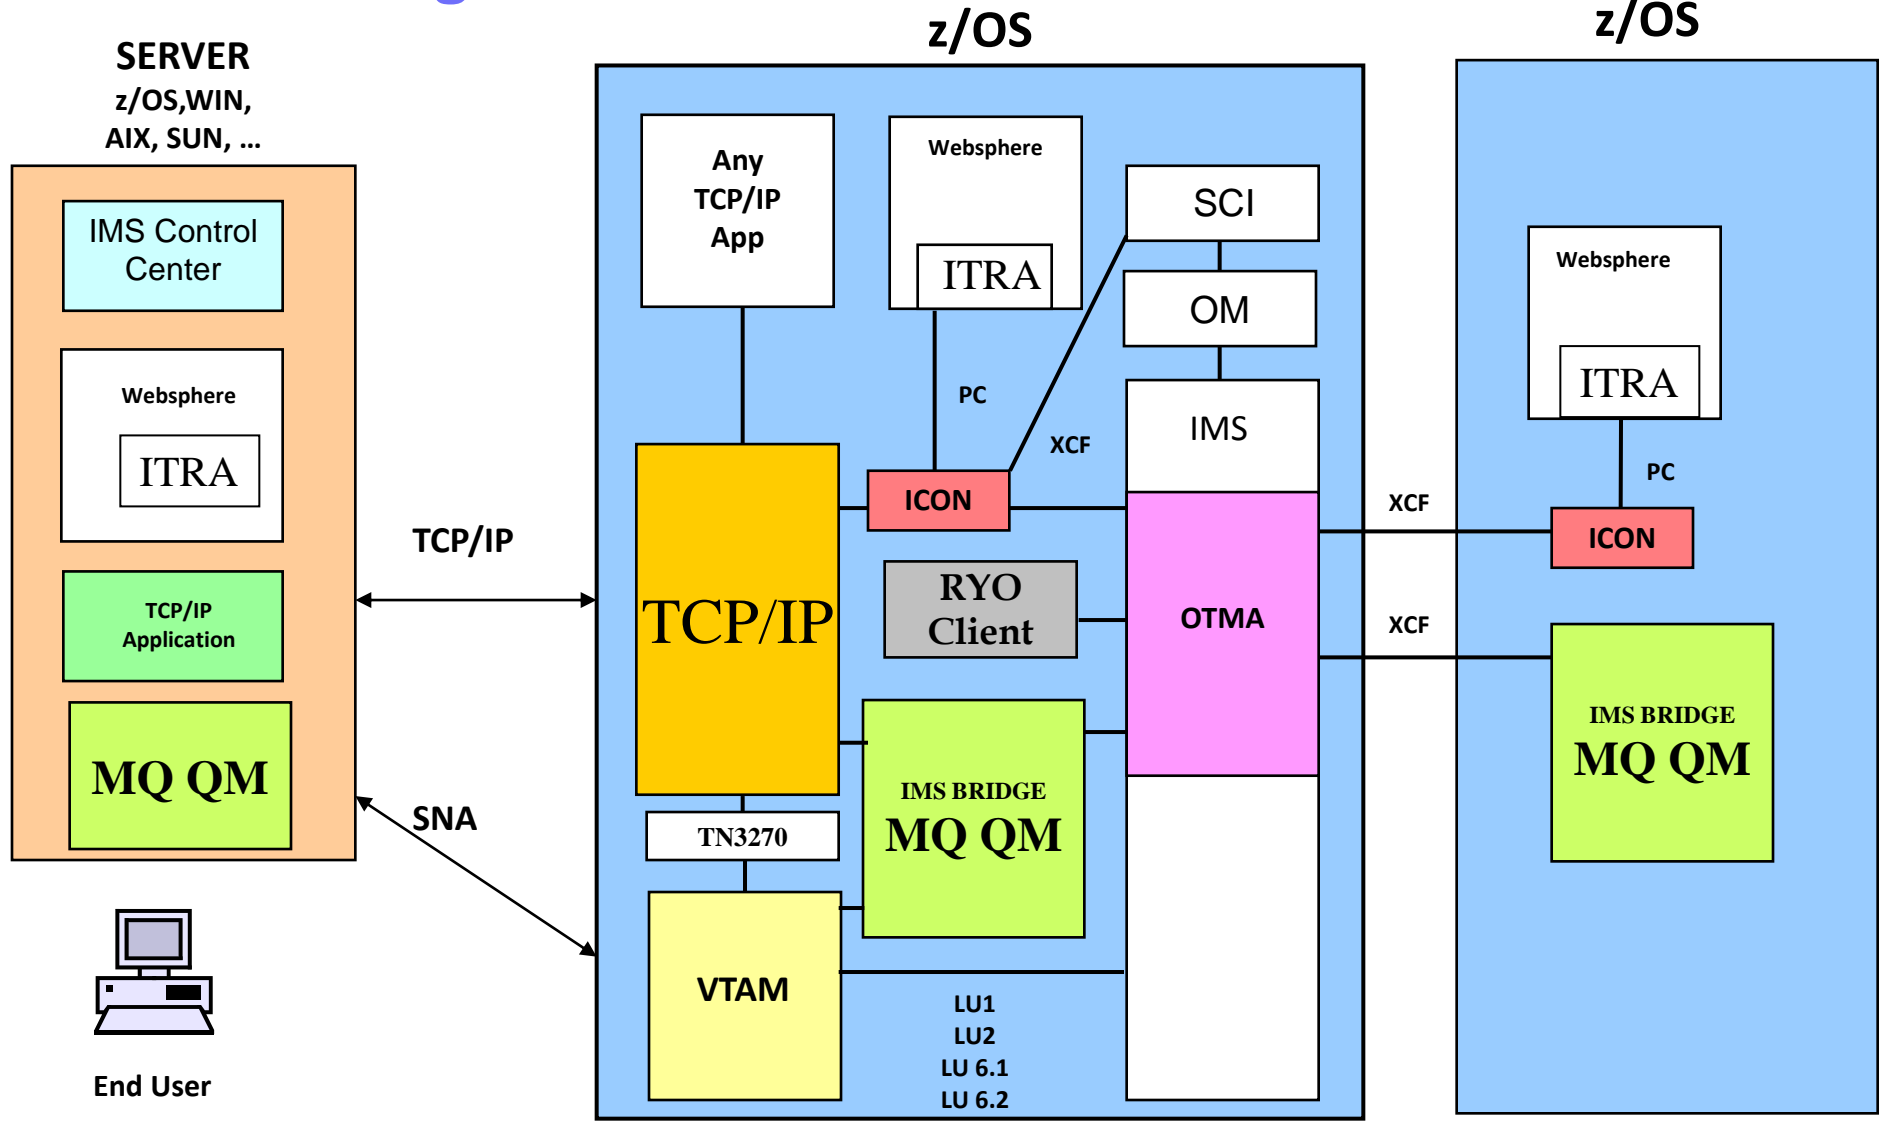 z/OS
z/OS
SERVER
z/OS,WIN,
AIX, SUN, ...
IMS Control
Center
Websphere
ITRA
TCP/IP
Application
MQ QM
End User
TCP/IP
SNA
Any
TCP/IP
App
Websphere
ITRA
PC
SCI
OM
XCF
IMS
ICON
TCP/IP
RYO
Client
OTMA
IMS BRIDGE
MQ QM
TN3270
VTAM
LU1
LU2
LU 6.1
LU 6.2
XCF
XCF
Websphere
ITRA
PC
ICON
IMS BRIDGE
MQ QM